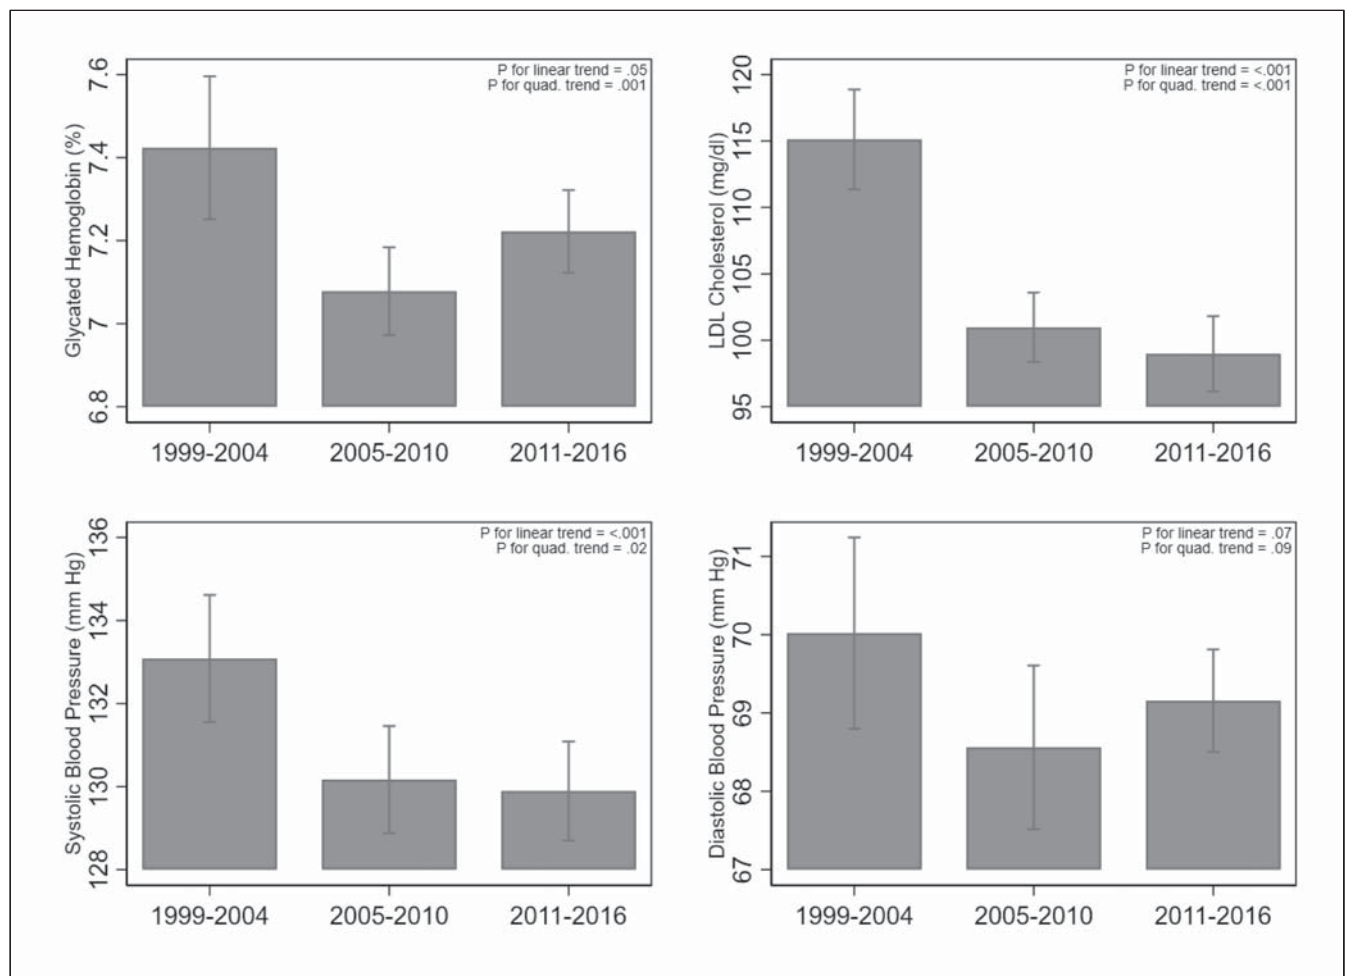 P for linear trend = .05
P for quad. trend = .001
Glycated Hemoglobin (%)
7.6
7.4
7.2
7
6.8
1999-2004 2005-2010 2011-2016
P for linear trend = <.001
P for quad. trend = <.001
LDL Cholesterol (mg/dl)
120
115
110
105
100
95
1999-2004 2005-2010 2011-2016
P for linear trend = <.001
P for quad. trend = .02
Systolic Blood Pressure (mm Hg)
136
134
132
130
128
1999-2004 2005-2010 2011-2016
P for linear trend = .07
P for quad. trend = .09
Diastolic Blood Pressure (mm Hg)
71
70
69
68
67
1999-2004 2005-2010 2011-2016